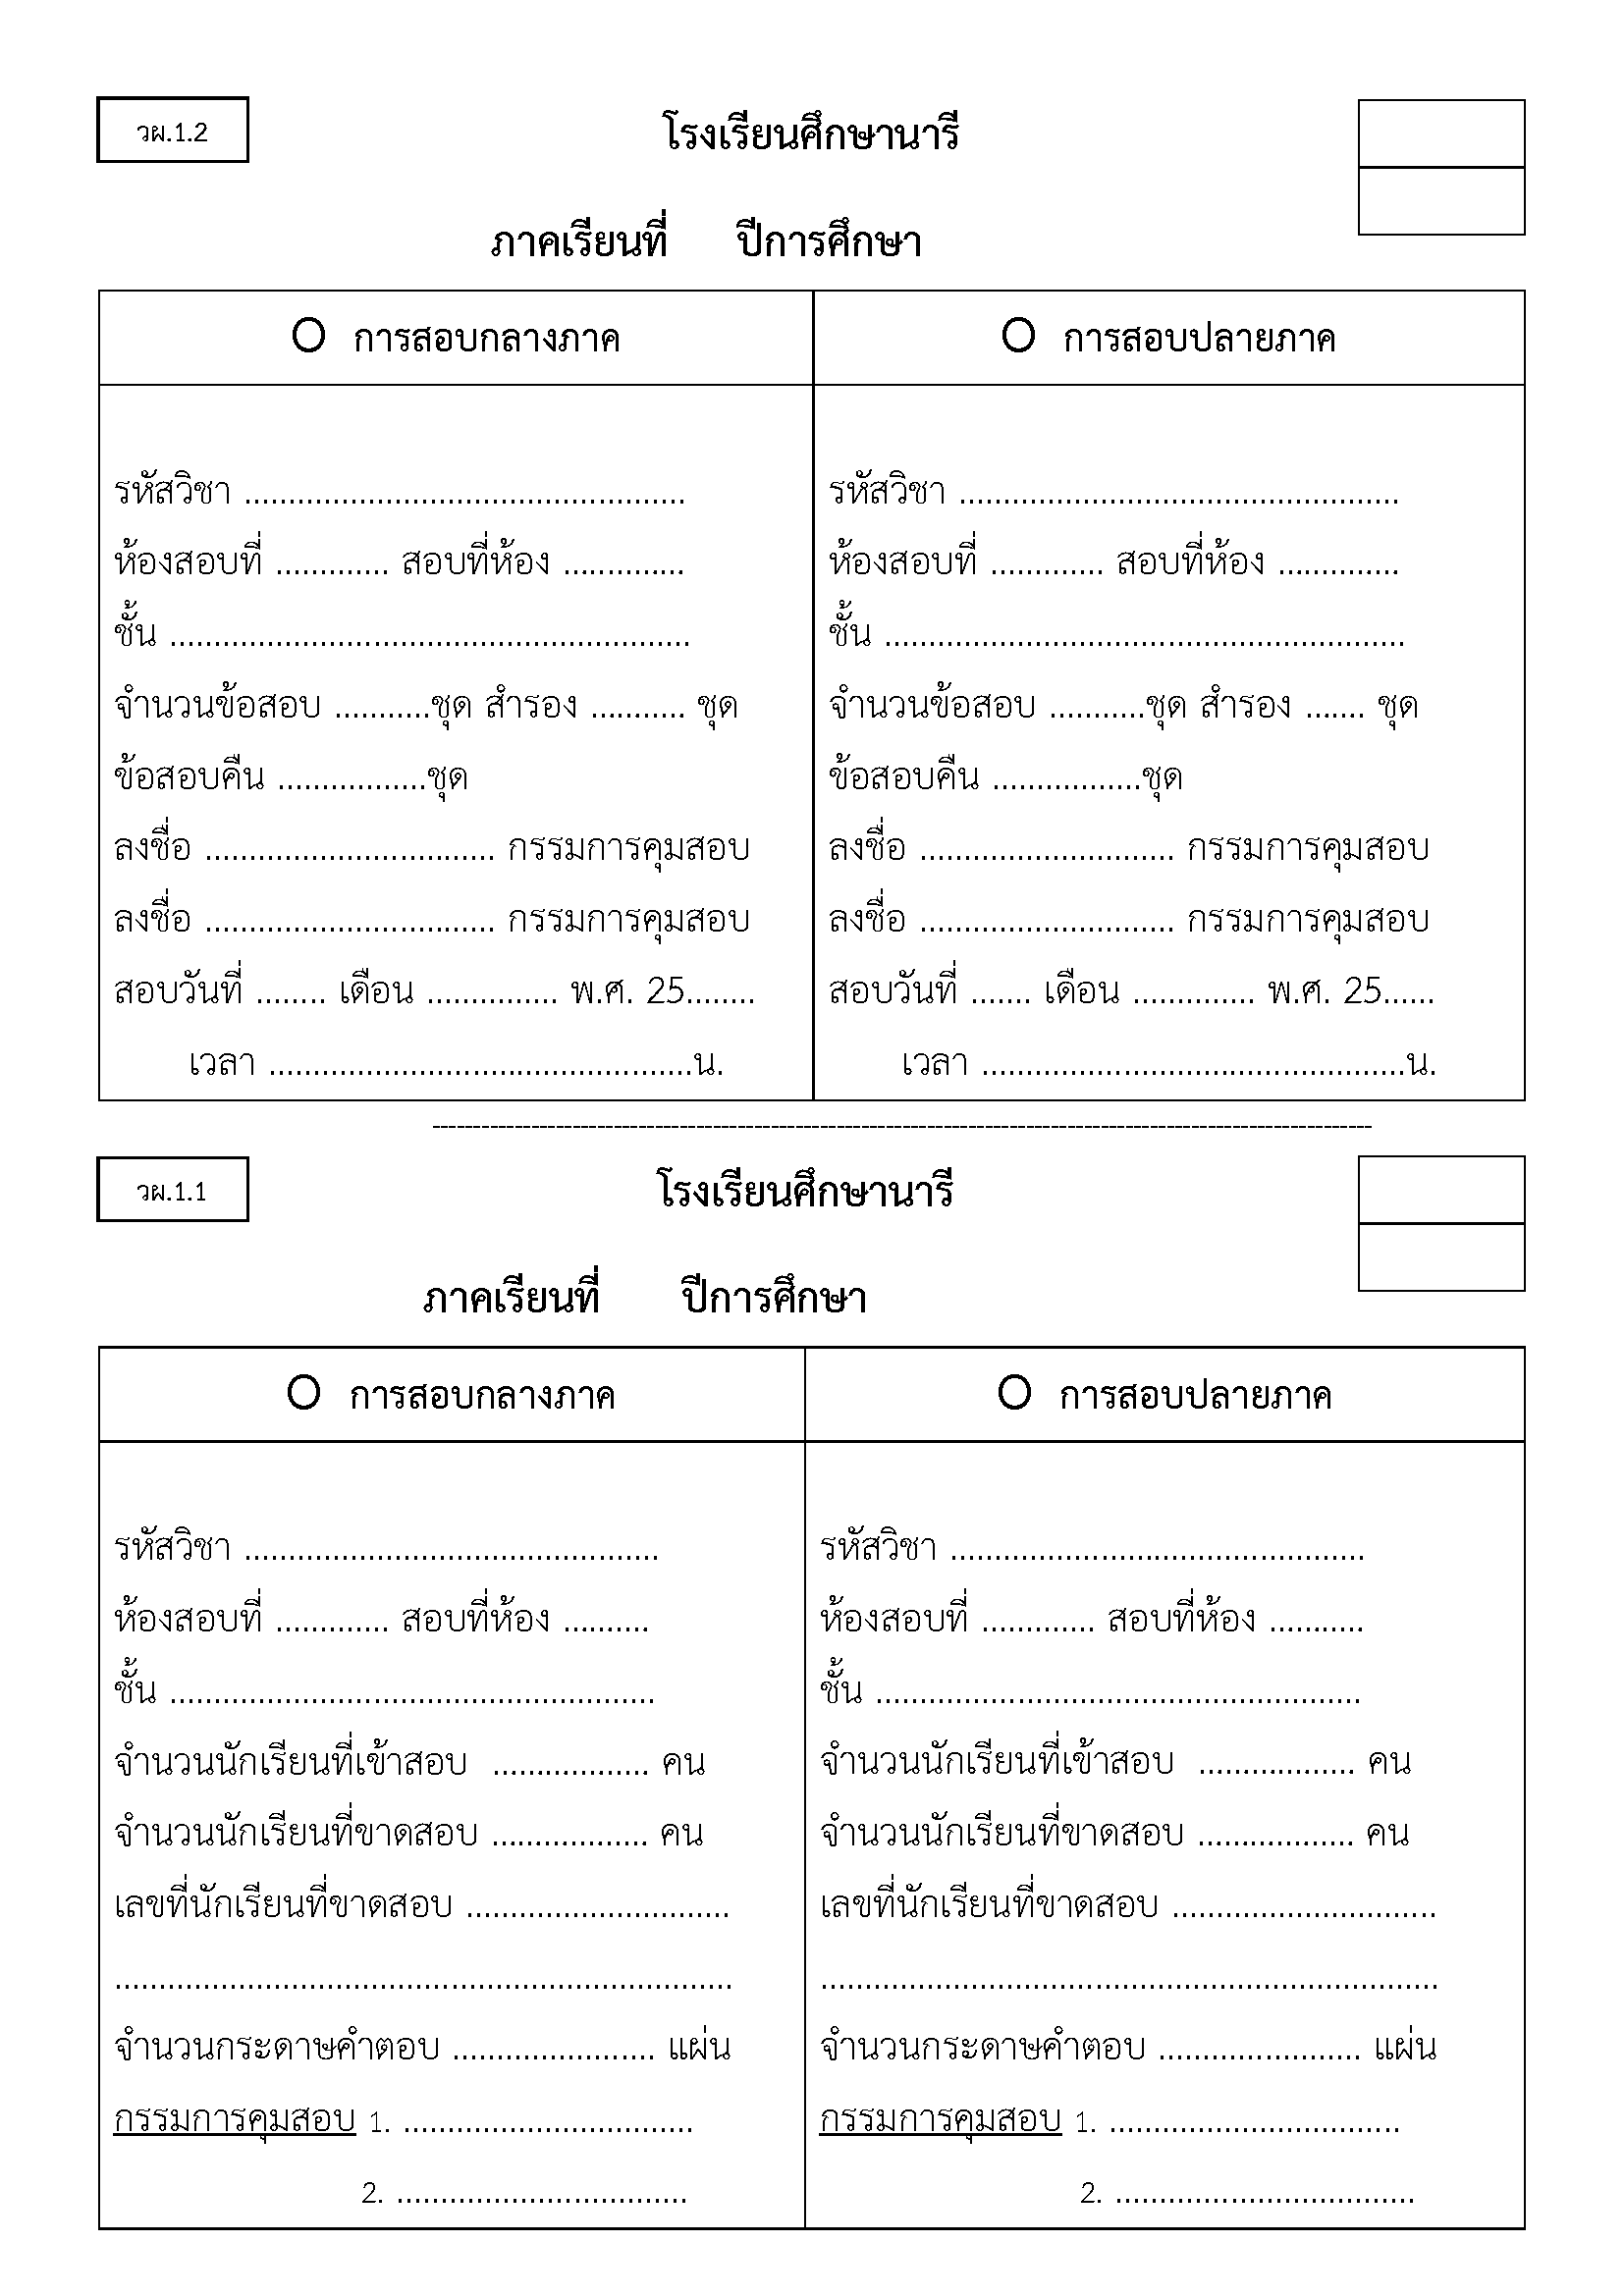 วผ.1.2
โรงเรียนศึกษานารี
ภาคเรียนที่ ปีการศึกษา
O การสอบกลางภาค
รหัสวิชา ..................................................
ห้องสอบที่ ............. สอบที่ห้อง ..............
ชั้น ...........................................................
จำนวนข้อสอบ ...........ชุด สำรอง ........... ชุด
ข้อสอบคืน .................ชุด
ลงชื่อ ................................. กรรมการคุมสอบ
ลงชื่อ ................................. กรรมการคุมสอบ
สอบวันที่ ........ เดือน ............... พ.ศ. 25........
เวลา ................................................น.
O การสอบปลายภาค
รหัสวิชา ..................................................
ห้องสอบที่ ............. สอบที่ห้อง ..............
ชั้น ...........................................................
จำนวนข้อสอบ ...........ชุด สำรอง ....... ชุด
ข้อสอบคืน .................ชุด
ลงชื่อ ............................. กรรมการคุมสอบ
ลงชื่อ ............................. กรรมการคุมสอบ
สอบวันที่ ....... เดือน .............. พ.ศ. 25......
เวลา ................................................น.
วผ.1.1
โรงเรียนศึกษานารี
ภาคเรียนที่ ปีการศึกษา
O การสอบกลางภาค
รหัสวิชา ...............................................
ห้องสอบที่ ............. สอบที่ห้อง ..........
ชั้น .......................................................
จำนวนนักเรียนที่เข้าสอบ .................. คน
จำนวนนักเรียนที่ขาดสอบ .................. คน
เลขที่นักเรียนที่ขาดสอบ ..............................
......................................................................
จำนวนกระดาษคำตอบ ....................... แผ่น
กรรมการคุมสอบ 1. .................................
2. .................................
O การสอบปลายภาค
รหัสวิชา ...............................................
ห้องสอบที่ ............. สอบที่ห้อง ...........
ชั้น .......................................................
จำนวนนักเรียนที่เข้าสอบ .................. คน
จำนวนนักเรียนที่ขาดสอบ .................. คน
เลขที่นักเรียนที่ขาดสอบ ..............................
......................................................................
จำนวนกระดาษคำตอบ ....................... แผ่น
กรรมการคุมสอบ 1. .................................
2. ..................................